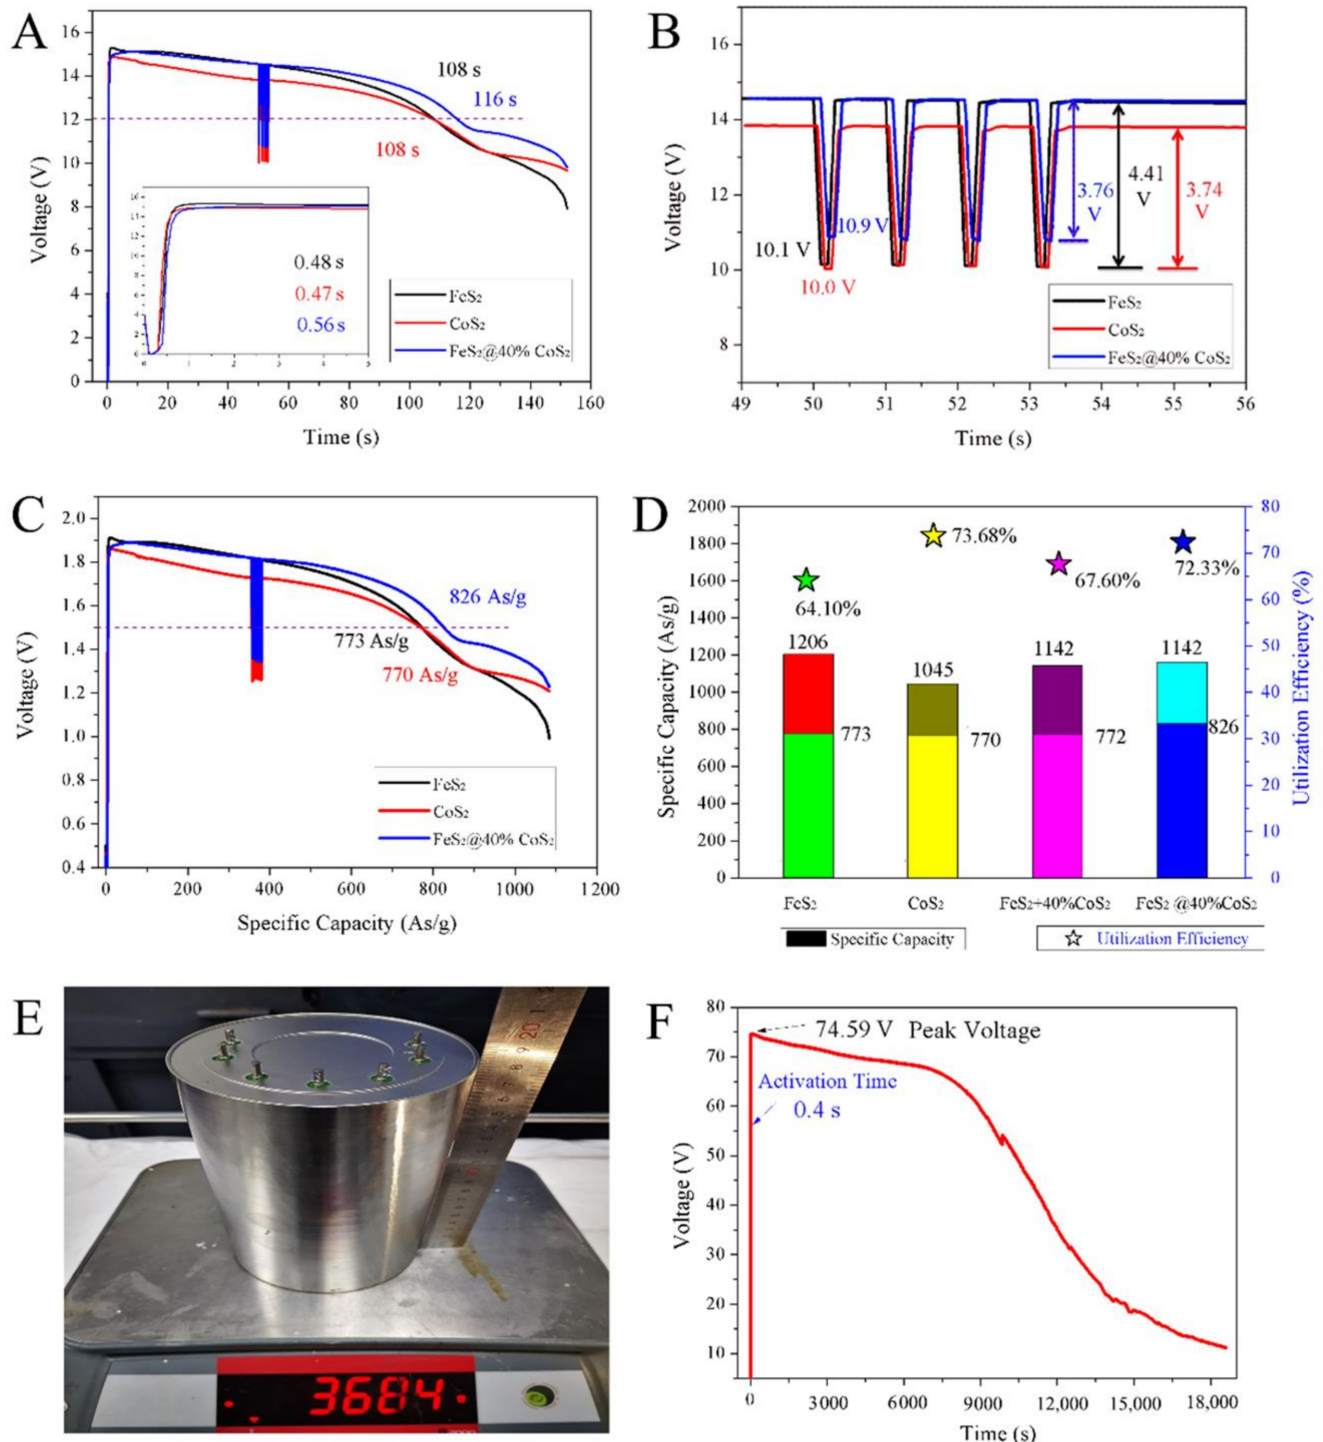 A
16
14
12
10
8
6
4
2
0
Voltage (V)
108 s
116 s
108 s
0.48 s
0.47 s
0.56 s
0 1 2 3 4 5
FeS₂
CoS₂
FeS₂@40% CoS₂
0 20 40 60 80 100 120 140 160
Time (s)
B
16
14
12
10
8
Voltage (V)
10.1 V
10.9 V
10.0 V
3.76 V
4.41 V
3.74 V
FeS₂
CoS₂
FeS₂@40% CoS₂
49 50 51 52 53 54 55 56
Time (s)
C
2.0
1.8
1.6
1.4
1.2
1.0
0.8
0.6
0.4
Voltage (V)
826 As/g
773 As/g
770 As/g
FeS₂
CoS₂
FeS₂@40% CoS₂
0 200 400 600 800 1000 1200
Specific Capacity (As/g)
D
2000
1800
1600
1400
1200
1000
800
600
400
200
0
Specific Capacity (As/g)
64.10%
73.68%
67.60%
72.33%
1206
1045
1142
1142
773
770
772
826
80
70
60
50
40
30
20
10
0
Utilization Efficiency (%)
FeS₂ CoS₂ FeS₂+40%CoS₂ FeS₂ @40%CoS₂
Specific Capacity
Utilization Efficiency
E
20
3684
F
80
70
60
50
40
30
20
10
Voltage (V)
74.59 V Peak Voltage
Activation Time
0.4 s
0 3000 6000 9000 12,000 15,000 18,000
Time (s)